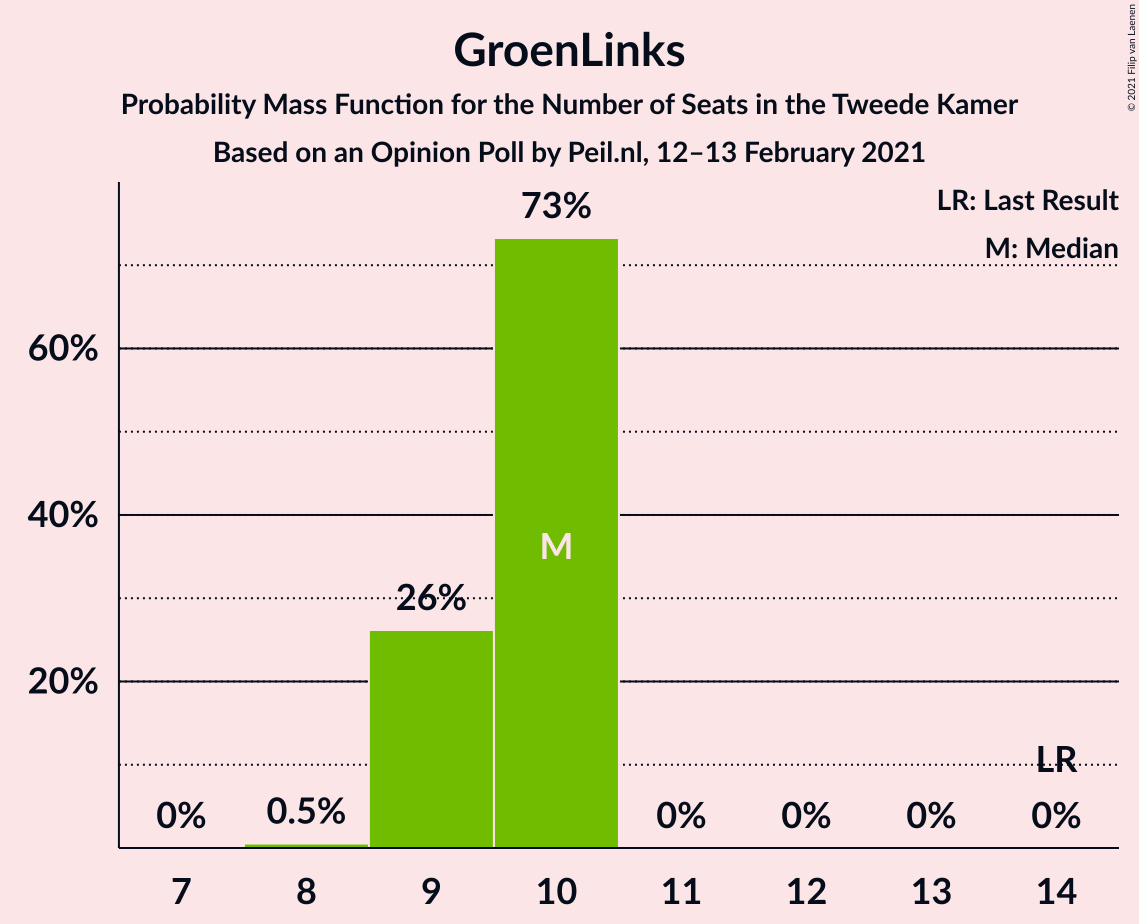 GroenLinks
Probability Mass Function for the Number of Seats in the Tweede Kamer
Based on an Opinion Poll by Peil.nl, 12–13 February 2021
© 2021 Filip van Laenen
LR: Last Result
M: Median
73%
60%
40%
M
26%
20%
LR
0%
0.5%
0%
0%
0%
0%
7
8
9
10
11
12
13
14